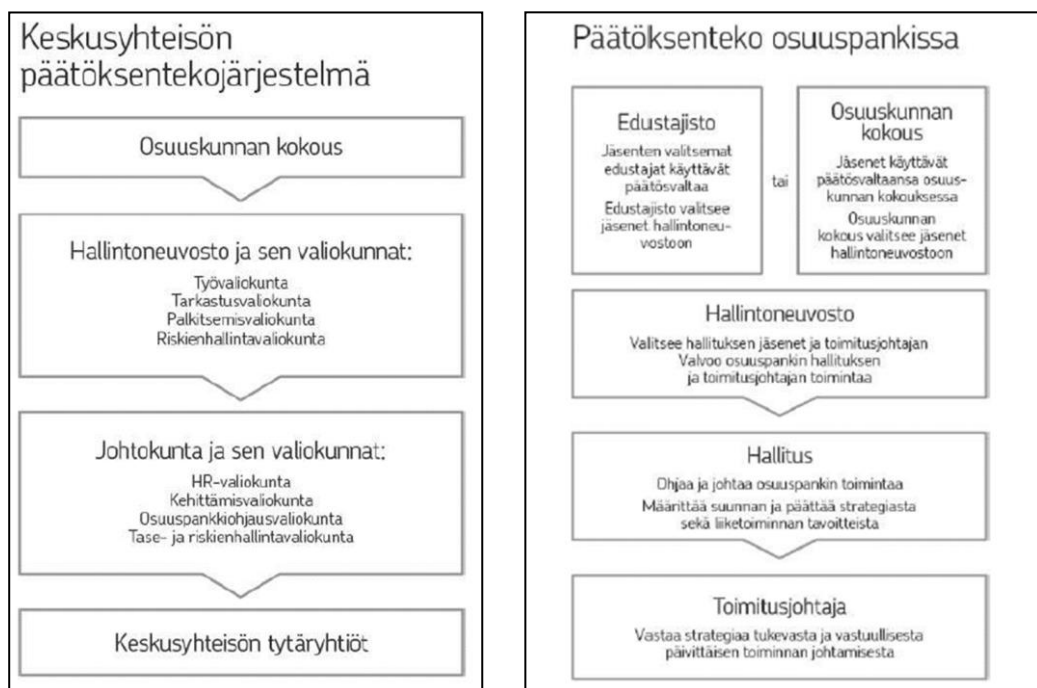 Keskusyhteisön
päätöksentekojärjestelmä
Osuuskunnan kokous
Hallintoneuvosto ja sen valiokunnat:
Työvaliokunta
Tarkastusvaliokunta
Palkitsemisvaliokunta
Riskienhallintavaliokunta
Johtokunta ja sen valiokunnat:
HR-valiokunta
Kehittämisvaliokunta
Osuuspankkiohjausvaliokunta
Tase- ja riskienhallintavaliokunta
Keskusyhteisön tytäryhtiöt
Päätöksenteko osuuspankissa
Edustajisto
Jäsenten valitsemat
edustajat käyttävät
päätösvaltaa
Edustajisto valitsee
jäsenet hallintoneu-
vostoon
tai
Osuuskunnan
kokous
Jäsenet käyttävät
päätösvaltaansa osuus-
kunnan kokouksessa
Osuuskunnan
kokous valitsee jäsenet
hallintoneuvostoon
Hallintoneuvosto
Valitsee hallituksen jäsenet ja toimitusjohtajan
Valvoo osuuspankin hallituksen
ja toimitusjohtajan toimintaa
Hallitus
Ohjaa ja johtaa osuuspankin toimintaa
Määrittää suunnan ja päättää strategiasta
sekä liiketoiminnan tavoitteista
Toimitusjohtaja
Vastaa strategiaa tukevasta ja vastuullisesta
päivittäisen toiminnan johtamisesta